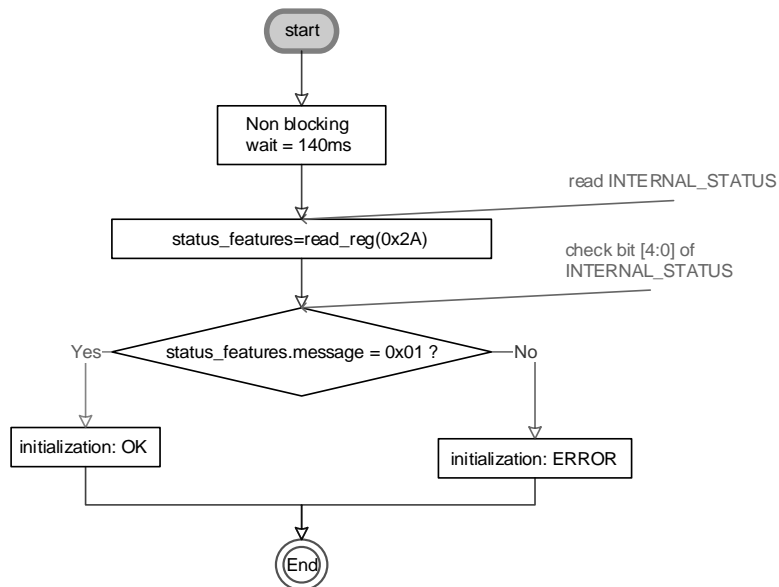 start
Non blocking
wait = 140ms
read INTERNAL_STATUS
status_features=read_reg(0x2A)
check bit [4:0] of
INTERNAL_STATUS
Yes
status_features.message = 0x01 ?
No
initialization: OK
initialization: ERROR
End